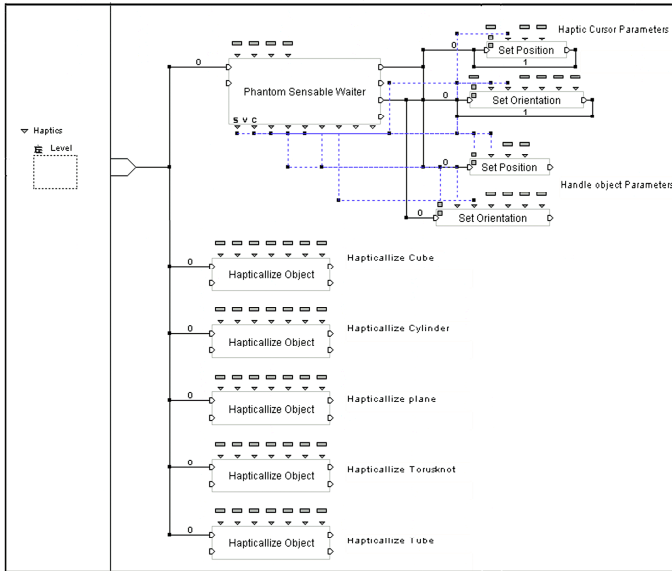 Haptic Cursor Parameters
0
0
Set Position
1
Phantom Sensable Waiter
0
Set Orientation
S V C
1
Haptics
Level
0
Set Position
Handle object Parameters
0
Set Orientation
Hapticallize Cube
0
Hapticallize Object
Hapticallize Cylinder
0
Hapticallize Object
Hapticallize plane
0
Hapticallize Object
Hapticallize Torusknot
0
Hapticallize Object
Hapticallize Tube
0
Hapticallize Object